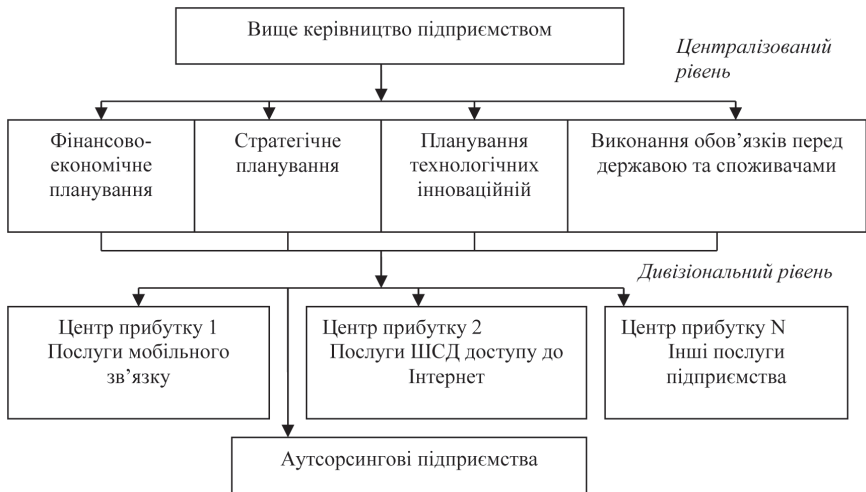 Вище керівництво підприємством
Централізований
рівень
Фінансово-
економічне
планування
Стратегічне
планування
Планування
технологічних
інноваційній
Виконання обов’язків перед
державою та споживачами
Дивізіональний рівень
Центр прибутку 1
Послуги мобільного
зв’язку
Центр прибутку 2
Послуги ШСД доступу до
Інтернет
Центр прибутку N
Інші послуги
підприємства
Аутсорсингові підприємства